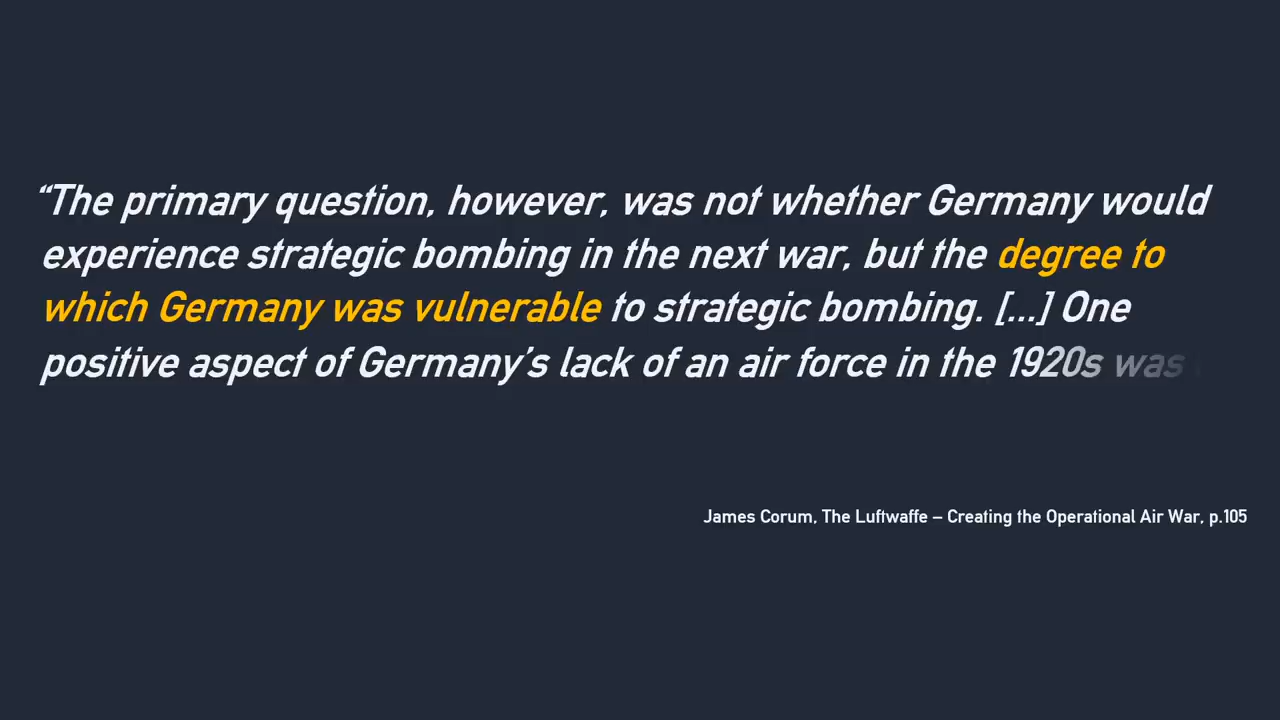 “The primary question, however, was not whether Germany would
experience strategic bombing in the next war, but the degree to
which Germany was vulnerable to strategic bombing. [...] One
positive aspect of Germany’s lack of an air force in the 1920s was
James Corum, The Luftwaffe – Creating the Operational Air War, p.105